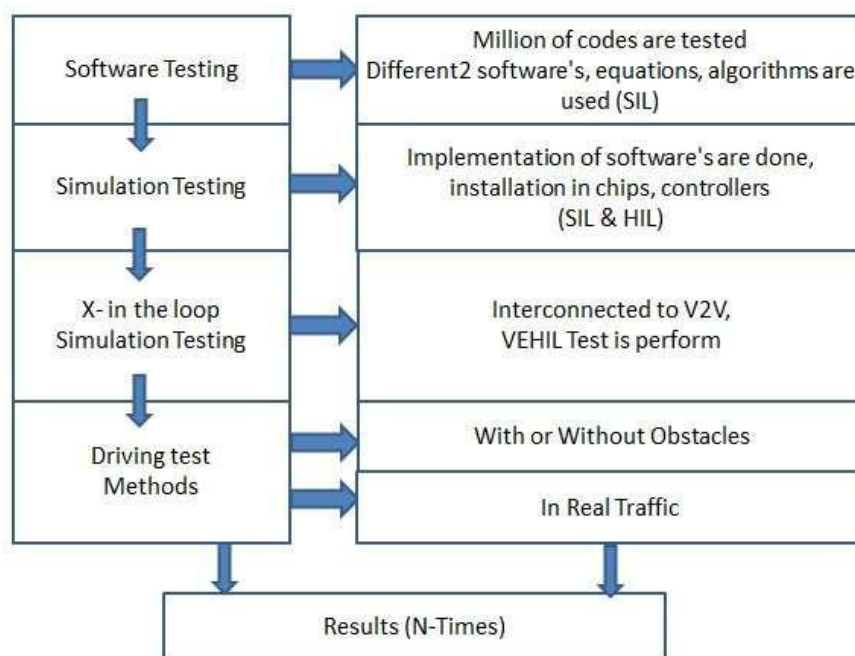 Software Testing
Million of codes are tested
Different2 software's, equations, algorithms are
used (SIL)
Simulation Testing
Implementation of software's are done,
installation in chips, controllers
(SIL & HIL)
X- in the loop
Simulation Testing
Interconnected to V2V,
VEHIL Test is perform
Driving test
Methods
With or Without Obstacles
In Real Traffic
Results (N-Times)